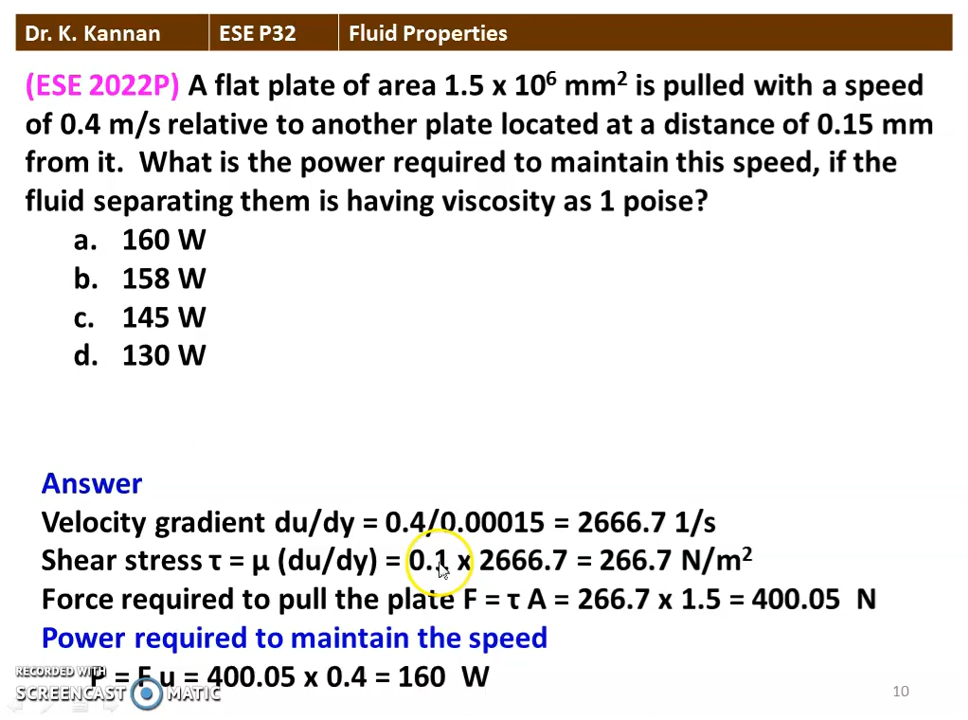 Dr. K. Kannan ESE P32 Fluid Properties
(ESE 2022P) A flat plate of area 1.5 x 10⁶ mm² is pulled with a speed
of 0.4 m/s relative to another plate located at a distance of 0.15 mm
from it. What is the power required to maintain this speed, if the
fluid separating them is having viscosity as 1 poise?
a. 160 W
b. 158 W
c. 145 W
d. 130 W
Answer
Velocity gradient du/dy = 0.4/0.00015 = 2666.7 1/s
Shear stress τ = μ (du/dy) = 0.1 x 2666.7 = 266.7 N/m²
Force required to pull the plate F = τ A = 266.7 x 1.5 = 400.05 N
Power required to maintain the speed
P = F u = 400.05 x 0.4 = 160 W
RECORDED WITH
SCREENCAST MATIC
10